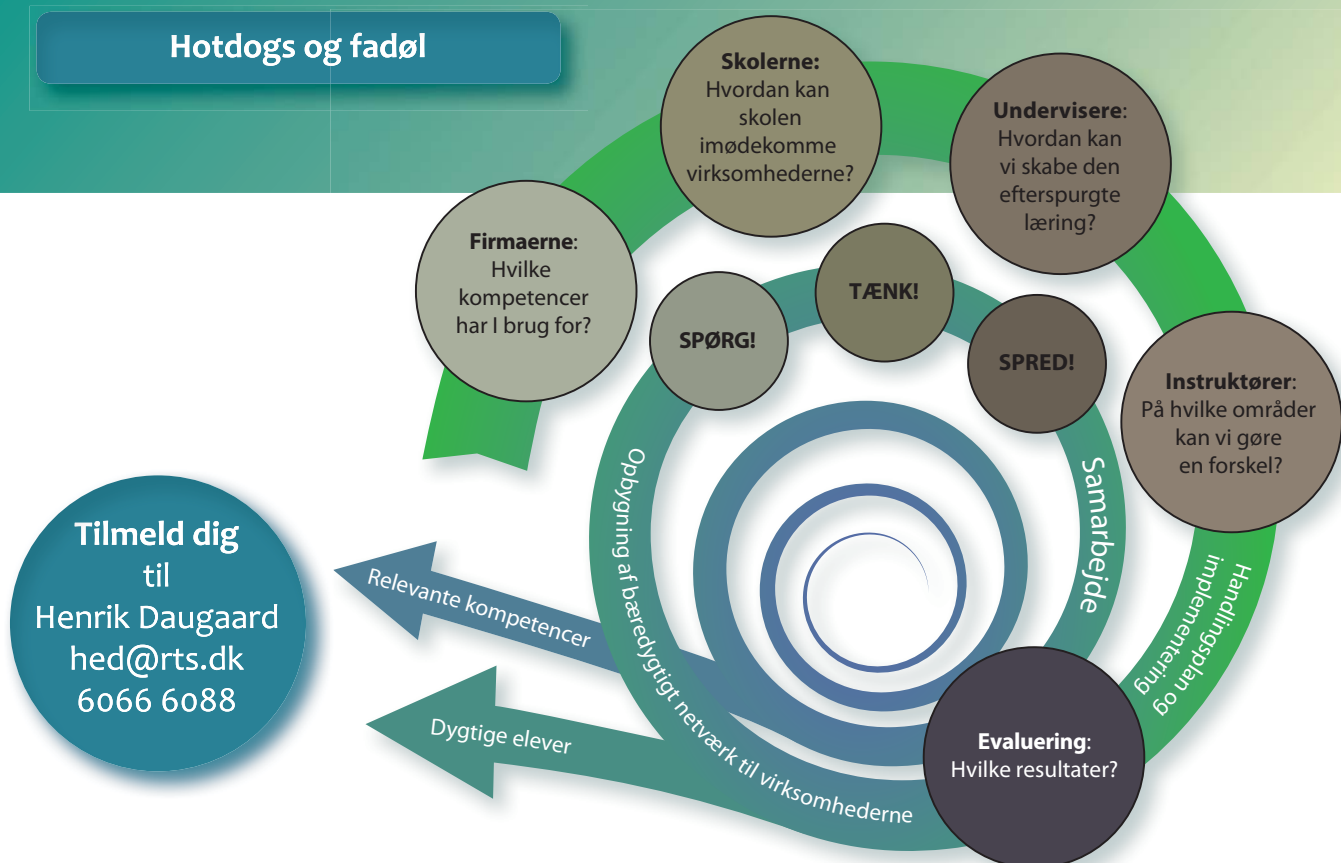 Hotdogs og fadøl
Skolerne:
Hvordan kan
skolen
imødekomme
virksomhederne?
Undervisere:
Hvordan kan
vi skabe den
efterspurgte
læring?
Firmaerne:
Hvilke
kompetencer
har I brug for?
TÆNK!
SPØRG!
SPRED!
Instruktører:
På hvilke områder
kan vi gøre
en forskel?
Samarbejde
Handlingsplan og
implementering
Opbygning af bæredygtigt netværk til virksomhederne
Tilmeld dig
til
Henrik Daugaard
hed@rts.dk
6066 6088
Relevante kompetencer
Dygtige elever
Evaluering:
Hvilke resultater?